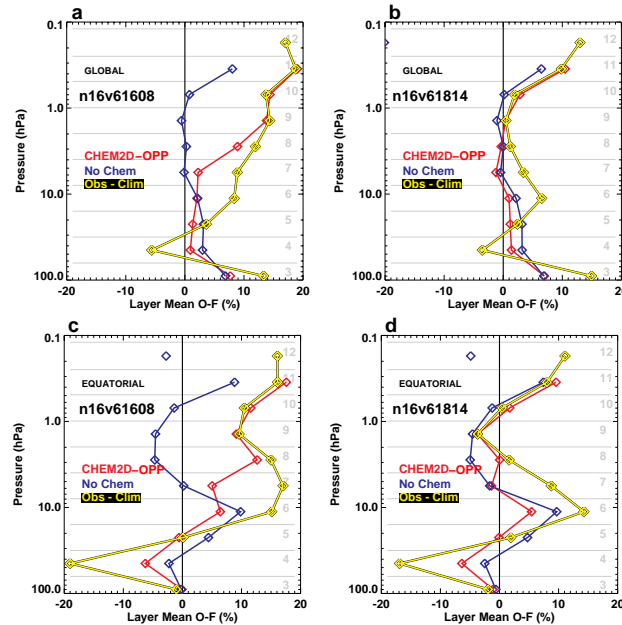 a
b
0.1
1.0
10.0
100.0
Pressure (hPa)
GLOBAL
n16v61608
CHEM2D-OPP
No Chem
Obs - Clim
12
11
10
9
8
7
6
5
4
3
-20 -10 0 10 20
Layer Mean O-F (%)
0.1
1.0
10.0
100.0
Pressure (hPa)
GLOBAL
n16v61814
CHEM2D-OPP
No Chem
Obs - Clim
12
11
10
9
8
7
6
5
4
3
-20 -10 0 10 20
Layer Mean O-F (%)
c
d
0.1
1.0
10.0
100.0
Pressure (hPa)
EQUATORIAL
n16v61608
CHEM2D-OPP
No Chem
Obs - Clim
12
11
10
9
8
7
6
5
4
3
-20 -10 0 10 20
Layer Mean O-F (%)
0.1
1.0
10.0
100.0
Pressure (hPa)
EQUATORIAL
n16v61814
CHEM2D-OPP
No Chem
Obs - Clim
12
11
10
9
8
7
6
5
4
3
-20 -10 0 10 20
Layer Mean O-F (%)